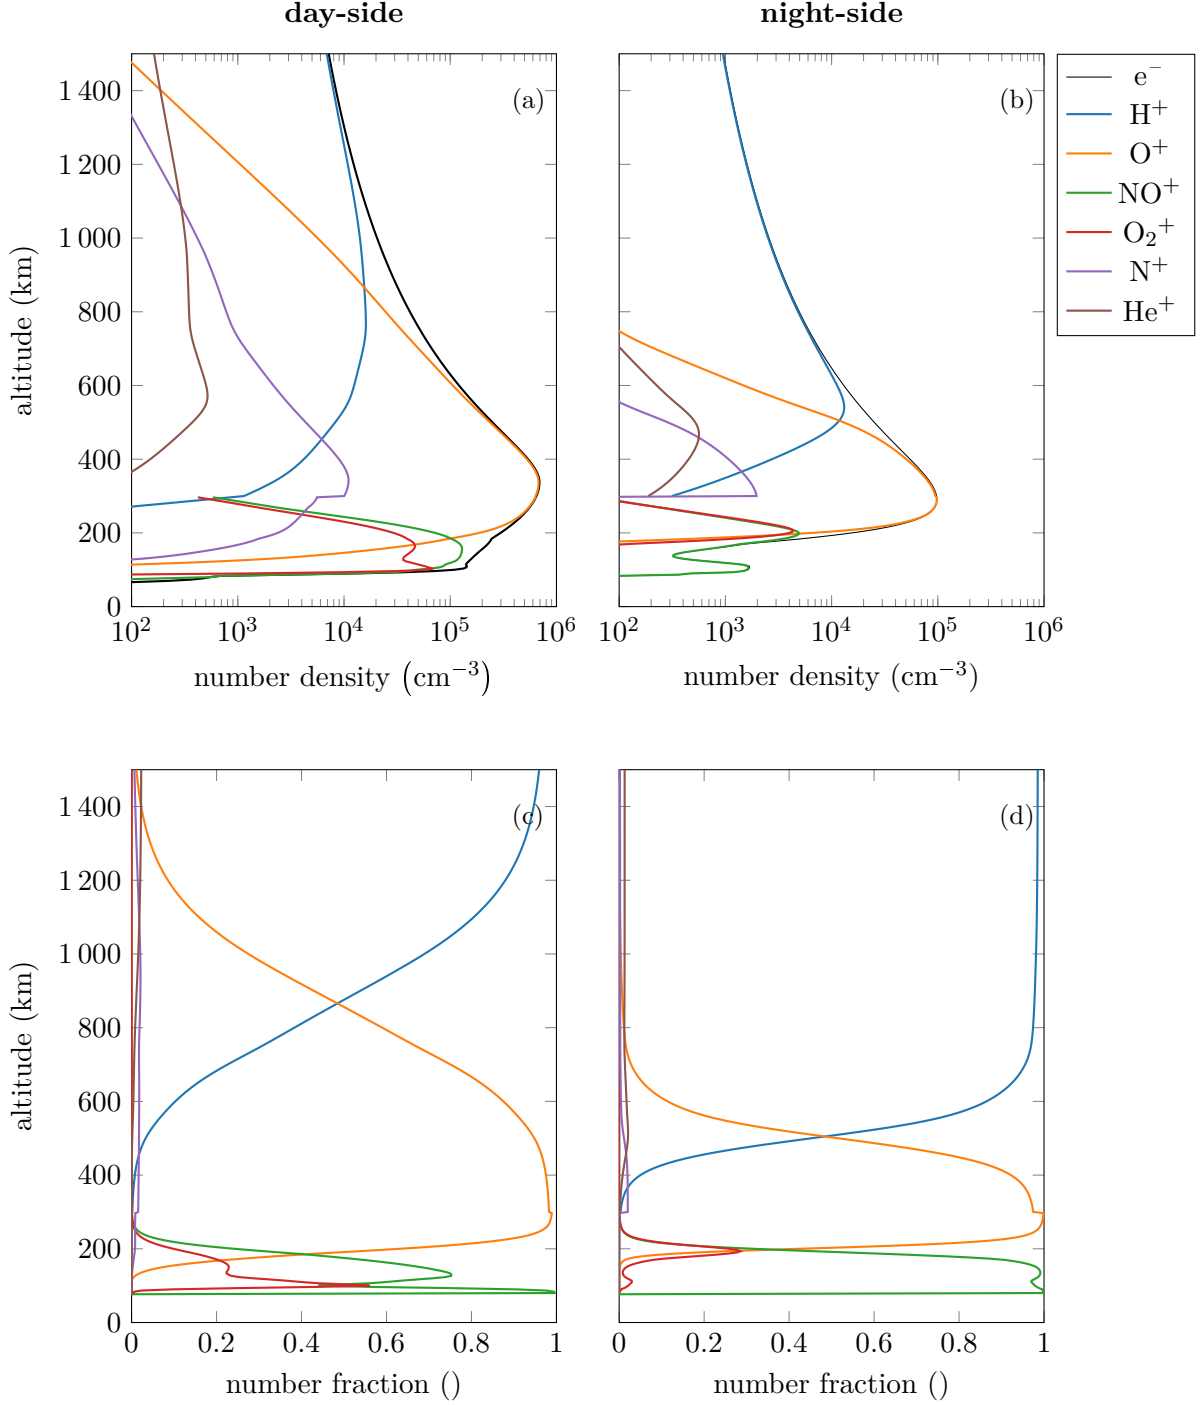 day-side
night-side
1 400
1 200
1 000
800
600
400
200
0
altitude (km)
(a)
10² 10³ 10⁴ 10⁵ 10⁶
number density (cm⁻³)
(b)
10² 10³ 10⁴ 10⁵ 10⁶
number density (cm⁻³)
e⁻
H⁺
O⁺
NO⁺
O₂⁺
N⁺
He⁺
1 400
1 200
1 000
800
600
400
200
0
altitude (km)
(c)
0 0.2 0.4 0.6 0.8 1
number fraction ()
(d)
0 0.2 0.4 0.6 0.8 1
number fraction ()